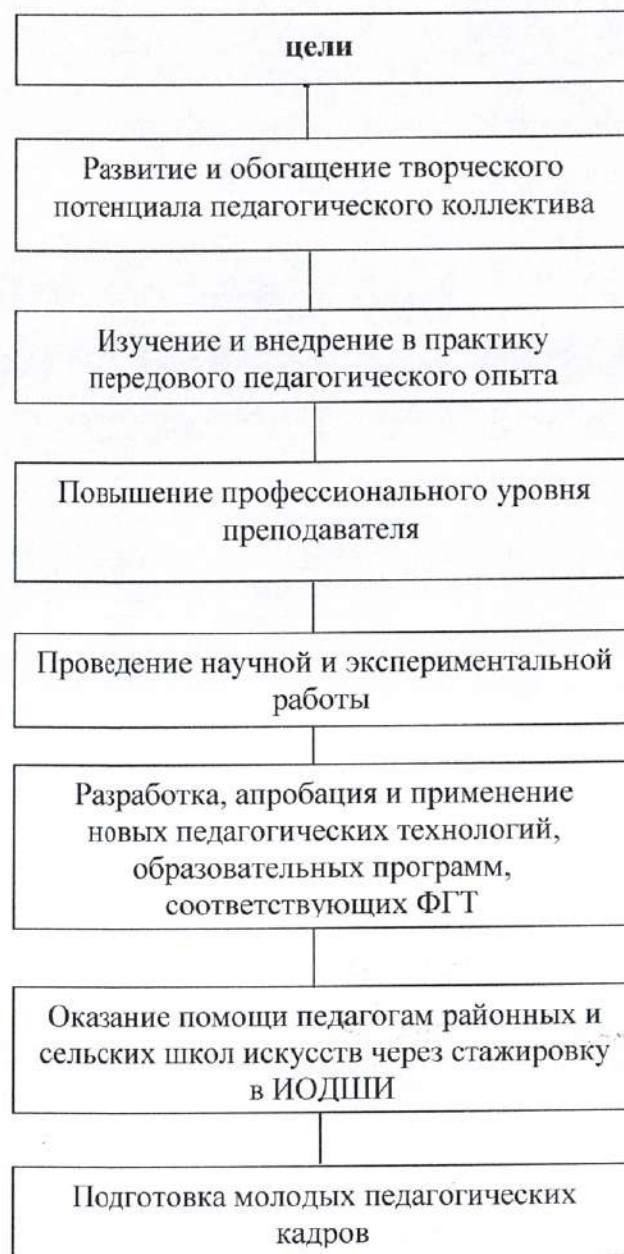 цели
Развитие и обогащение творческого
потенциала педагогического коллектива
Изучение и внедрение в практику
передового педагогического опыта
Повышение профессионального уровня
преподавателя
Проведение научной и экспериментальной
работы
Разработка, апробация и применение
новых педагогических технологий,
образовательных программ,
соответствующих ФГТ
Оказание помощи педагогам районных и
сельских школ искусств через стажировку
в ИОДШИ
Подготовка молодых педагогических
кадров